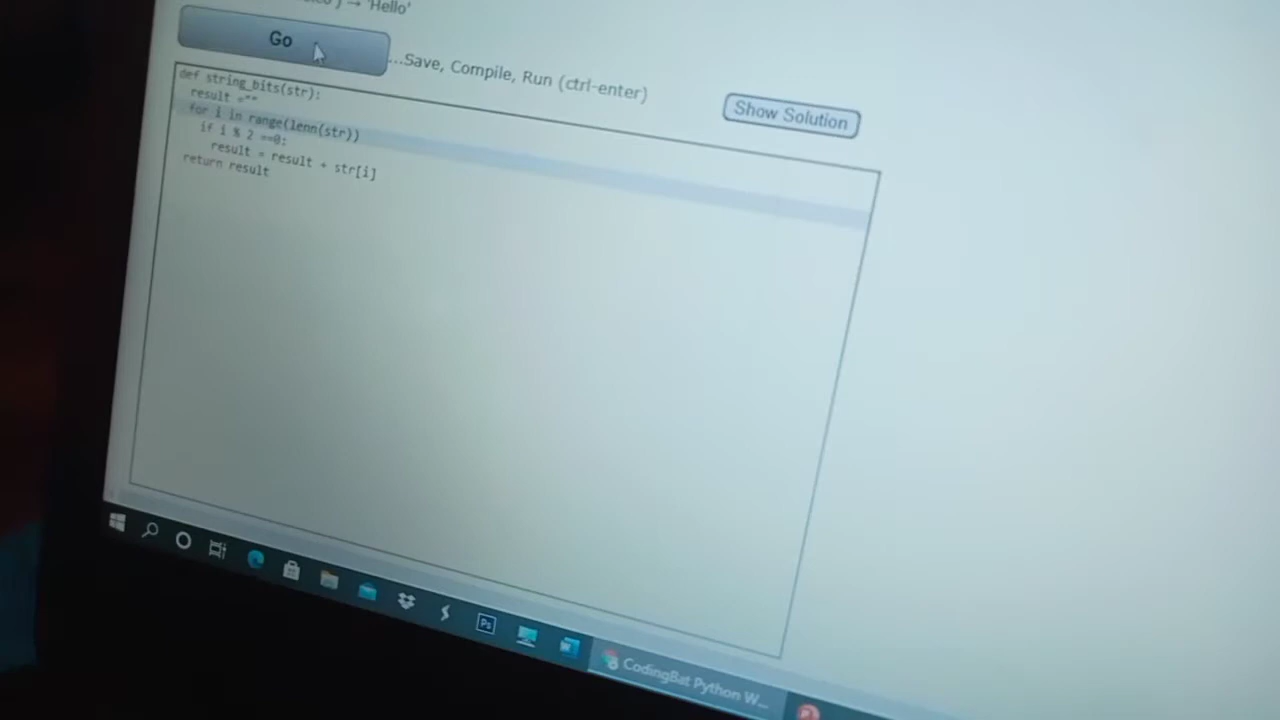 → 'Hello'
Go
...Save, Compile, Run (ctrl-enter)
Show Solution
def string_bits(str):
result =""
for i in range(lenn(str))
if i % 2 ==0:
result = result + str[i]
return result
Ps
CodingBat Python W...